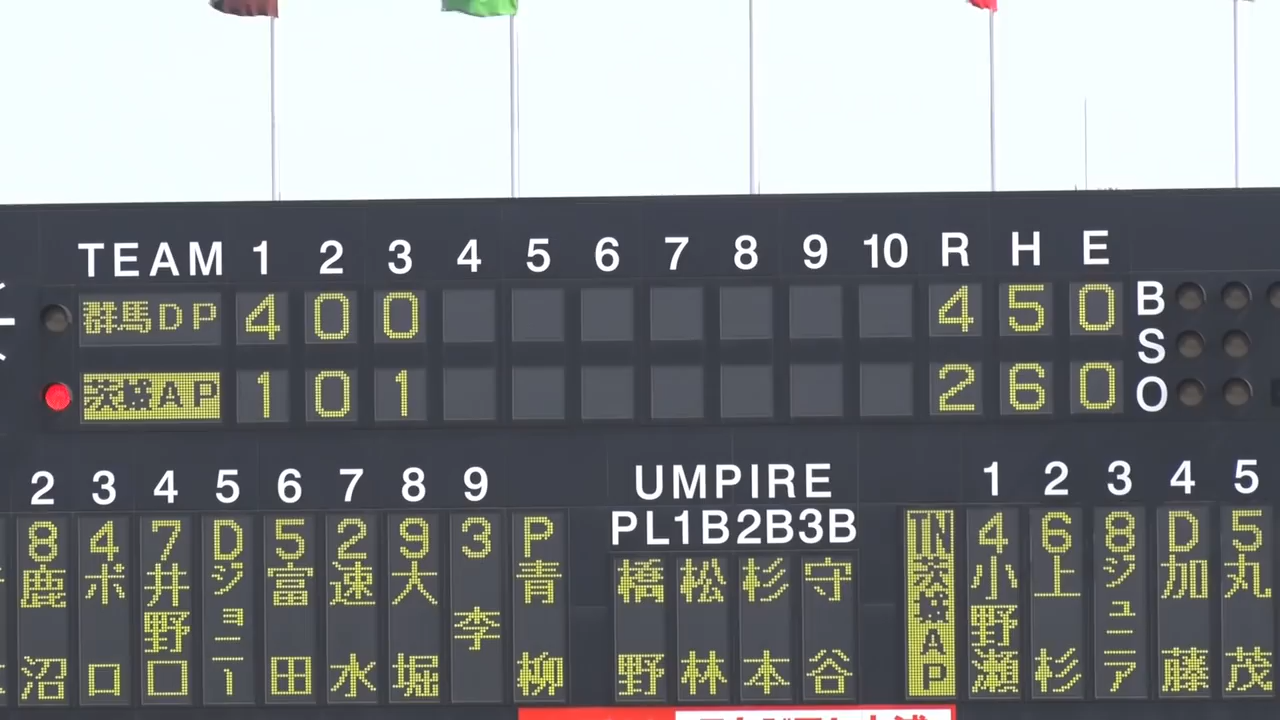 TEAM 1 2 3 4 5 6 7 8 9 10 R H E
群馬DP 4 0 0 4 5 0 B
S
茨城AP 1 0 1 2 6 0 O
2 3 4 5 6 7 8 9 UMPIRE 1 2 3 4 5
PL 1B 2B 3B
8 鹿沼
4 ボロ
7 井野口
D ジョニー
5 富田
2 速水
9 大堀
3 李
P 青柳
橋野
松林
杉本
守谷
IN 茨城AP
4 小野瀬
6 上杉
8 ジュニア
D 加藤
5 丸茂